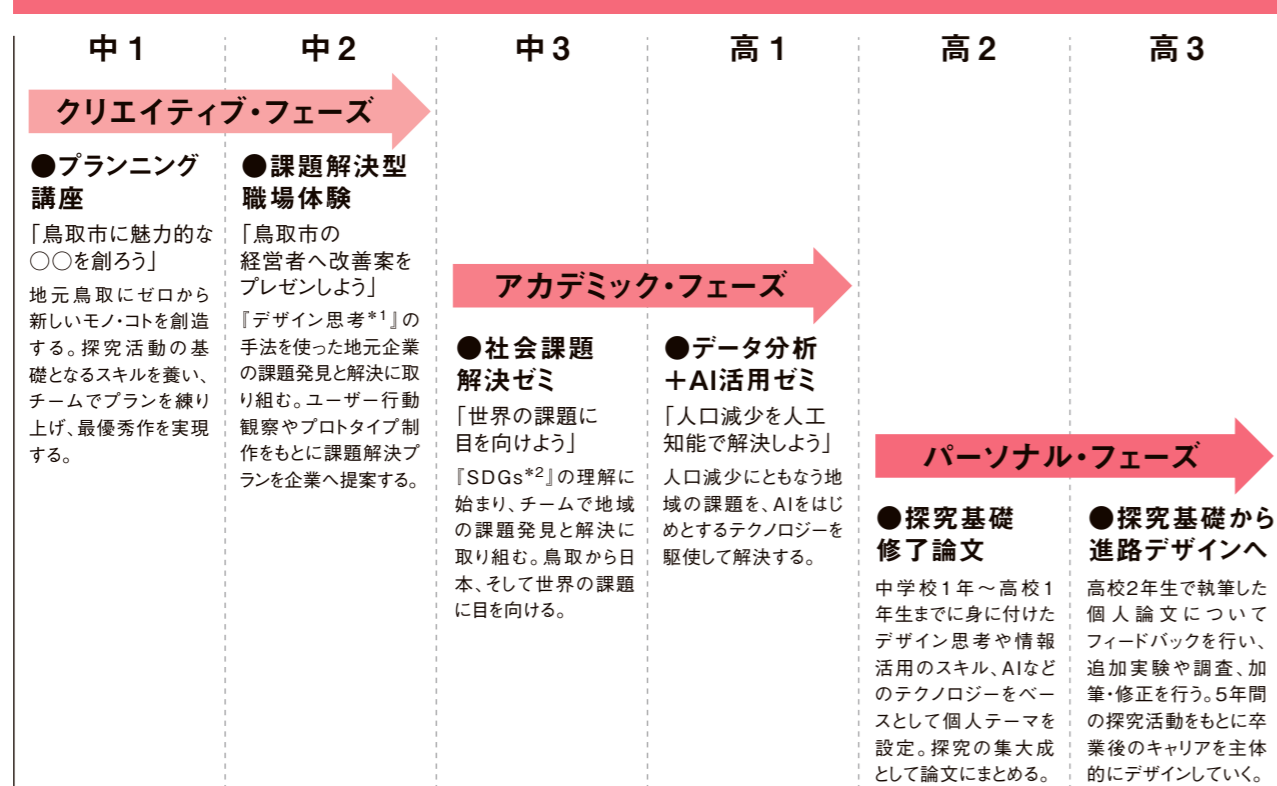 中1
中2
中3
高1
高2
高3
クリエイティブ・フェーズ
●プランニング
講座
「鳥取市に魅力的な
○○を創ろう」
地元鳥取にゼロから
新しいモノ・コトを創造
する。探究活動の基
礎となるスキルを養い、
チームでプランを練り
上げ、最優秀作を実現
する。
●課題解決型
職場体験
「鳥取市の
経営者へ改善案を
プレゼンしよう」
『デザイン思考*1』の
手法を使った地元企業
の課題発見と解決に取
り組む。ユーザー行動
観察やプロトタイプ制
作をもとに課題解決プ
ランを企業へ提案する。
アカデミック・フェーズ
●社会課題
解決ゼミ
「世界の課題に
目を向けよう」
『SDGs*2』の理解に
始まり、チームで地域
の課題発見と解決に
取り組む。鳥取から日
本、そして世界の課題
に目を向ける。
●データ分析
+AI活用ゼミ
「人口減少を人工
知能で解決しよう」
人口減少にともなう地
域の課題を、AIをはじ
めとするテクノロジーを
駆使して解決する。
パーソナル・フェーズ
●探究基礎
修了論文
中学校1年～高校1
年生までに身に付けた
デザイン思考や情報
活用のスキル、AIなど
のテクノロジーをベー
スとして個人テーマを
設定。探究の集大成
として論文にまとめる。
●探究基礎から
進路デザインへ
高校2年生で執筆した
個人論文について
フィードバックを行い、
追加実験や調査、加
筆・修正を行う。5年間
の探究活動をもとに卒
業後のキャリアを主体
的にデザインしていく。